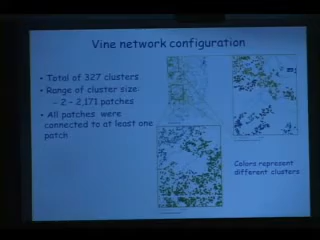 Vine network configuration
• Total of 327 clusters
• Range of cluster size:
– 2 – 2,171 patches
• All patches were
connected to at least one
patch
Colors represent
different clusters